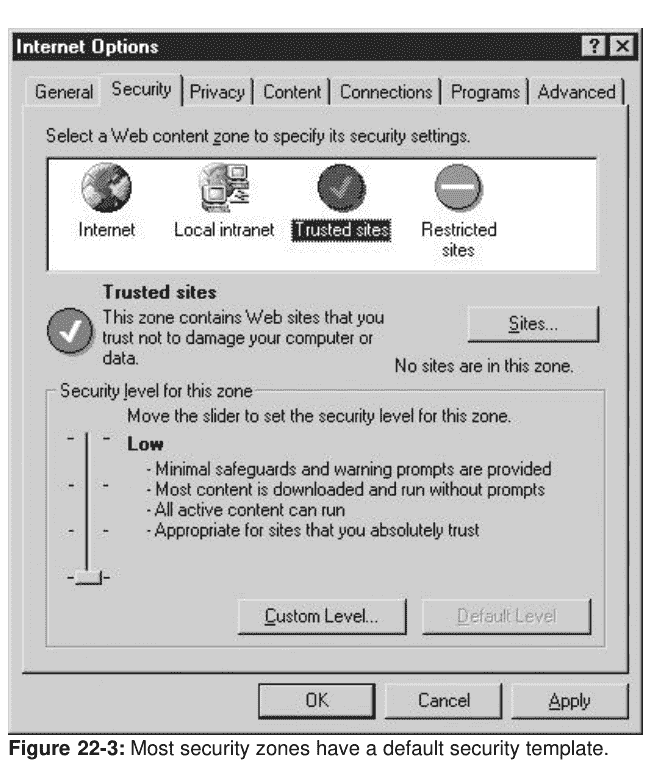 Internet Options
General Security Privacy Content Connections Programs Advanced
Select a Web content zone to specify its security settings.
Internet Local intranet Trusted sites Restricted
sites
Trusted sites
This zone contains Web sites that you
trust not to damage your computer or
data.
Sites...
No sites are in this zone.
Security level for this zone
Move the slider to set the security level for this zone.
Low
- Minimal safeguards and warning prompts are provided
- Most content is downloaded and run without prompts
- All active content can run
- Appropriate for sites that you absolutely trust
Custom Level... Default Level
OK Cancel Apply
Figure 22-3: Most security zones have a default security template.